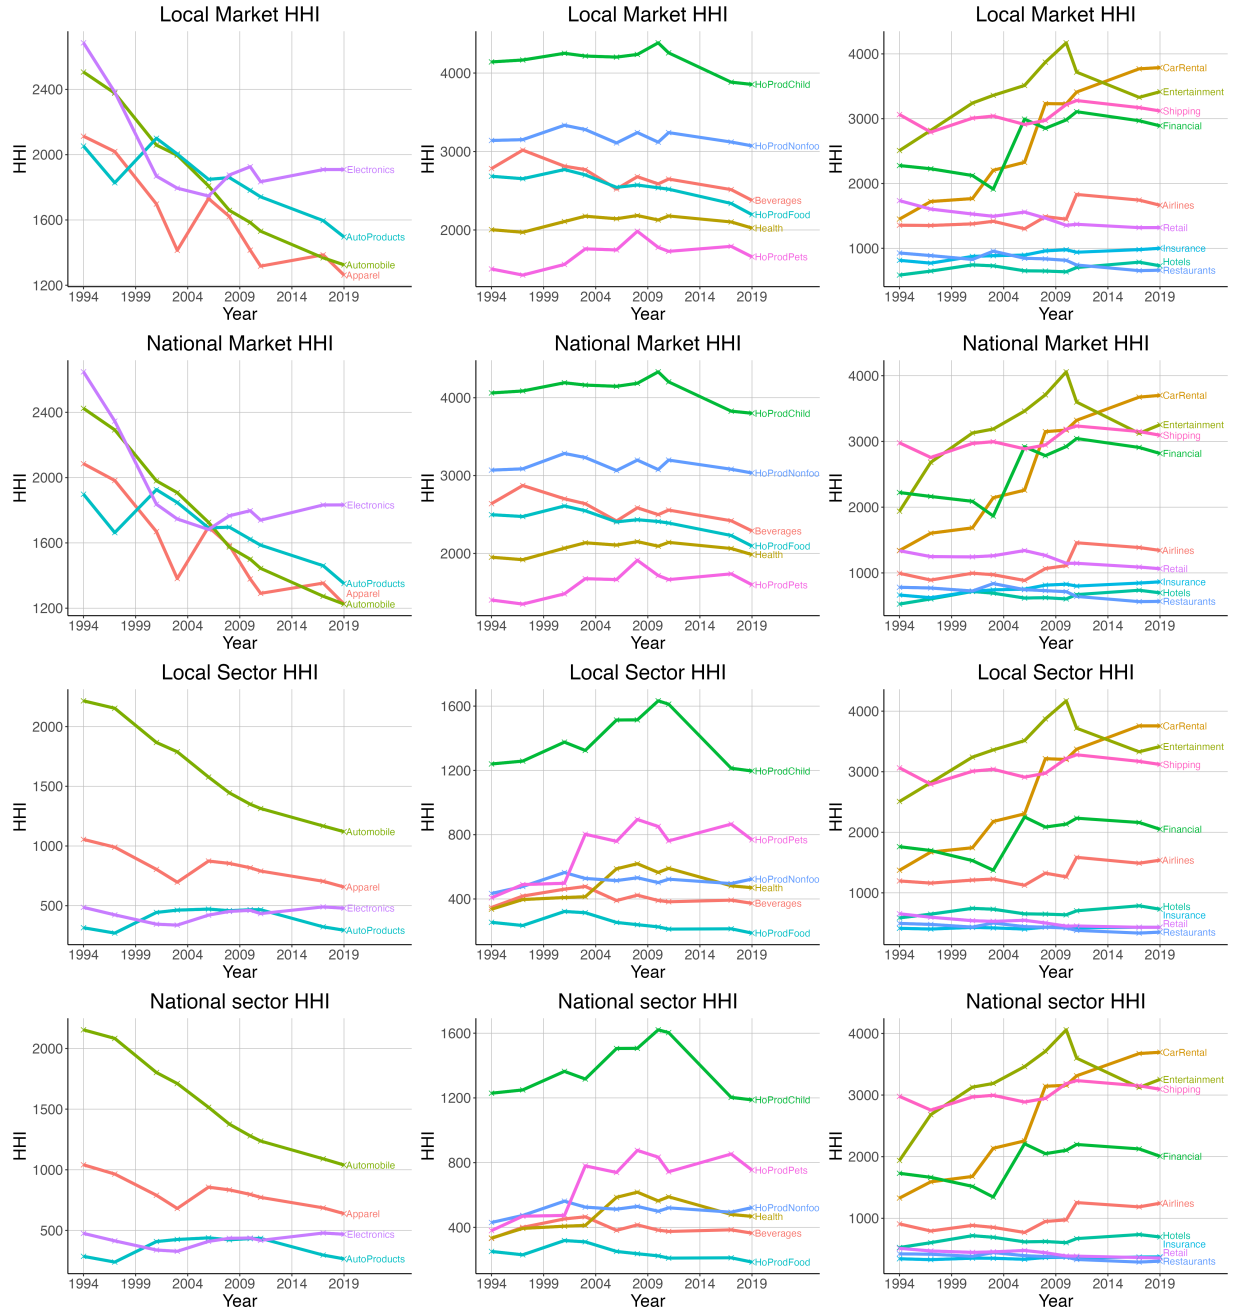 Local Market HHI
HHI
2400
2000
1600
1200
Electronics
AutoProducts
Automobile
Apparel
1994 1999 2004 2009 2014 2019
Year
Local Market HHI
HHI
4000
3000
2000
HoProdChild
HoProdNonfoo
Beverages
HoProdFood
Health
HoProdPets
1994 1999 2004 2009 2014 2019
Year
Local Market HHI
HHI
4000
3000
2000
1000
CarRental
Entertainment
Shipping
Financial
Airlines
Retail
Insurance
Hotels
Restaurants
1994 1999 2004 2009 2014 2019
Year
National Market HHI
HHI
2400
2000
1600
1200
Electronics
AutoProducts
Apparel
Automobile
1994 1999 2004 2009 2014 2019
Year
National Market HHI
HHI
4000
3000
2000
HoProdChild
HoProdNonfoo
Beverages
HoProdFood
Health
HoProdPets
1994 1999 2004 2009 2014 2019
Year
National Market HHI
HHI
4000
3000
2000
1000
CarRental
Entertainment
Shipping
Financial
Airlines
Retail
Insurance
Hotels
Restaurants
1994 1999 2004 2009 2014 2019
Year
Local Sector HHI
HHI
2000
1500
1000
500
Automobile
Apparel
Electronics
AutoProducts
1994 1999 2004 2009 2014 2019
Year
Local Sector HHI
HHI
1600
1200
800
400
HoProdChild
HoProdPets
HoProdNonfoo
Health
Beverages
HoProdFood
1994 1999 2004 2009 2014 2019
Year
Local Sector HHI
HHI
4000
3000
2000
1000
CarRental
Entertainment
Shipping
Financial
Airlines
Hotels
Insurance
Retail
Restaurants
1994 1999 2004 2009 2014 2019
Year
National sector HHI
HHI
2000
1500
1000
500
Automobile
Apparel
Electronics
AutoProducts
1994 1999 2004 2009 2014 2019
Year
National sector HHI
HHI
1600
1200
800
400
HoProdChild
HoProdPets
HoProdNonfoo
Health
Beverages
HoProdFood
1994 1999 2004 2009 2014 2019
Year
National sector HHI
HHI
4000
3000
2000
1000
CarRental
Entertainment
Shipping
Financial
Airlines
Hotels
Insurance
Retail
Restaurants
1994 1999 2004 2009 2014 2019
Year